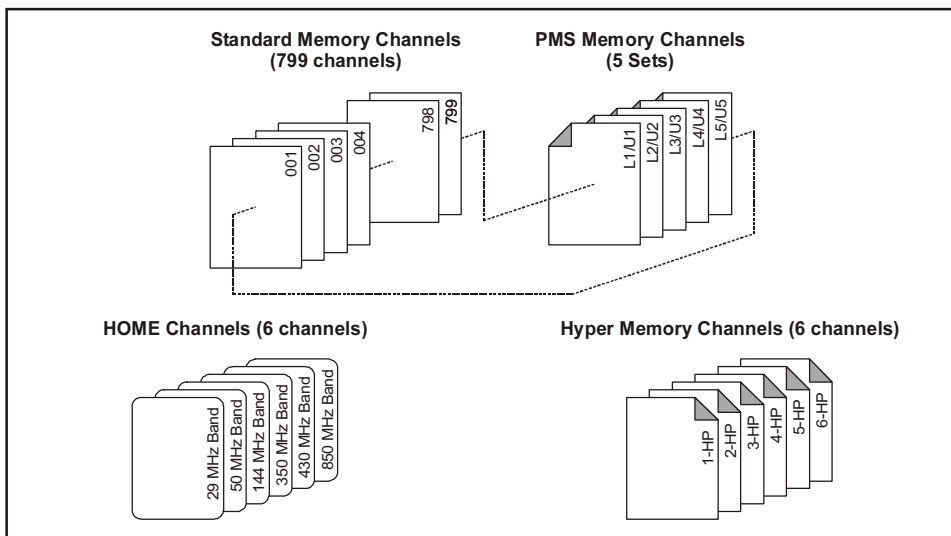 Standard Memory Channels
(799 channels)
001
002
003
004
798
799
PMS Memory Channels
(5 Sets)
L1/U1
L2/U2
L3/U3
L4/U4
L5/U5
HOME Channels (6 channels)
29 MHz Band
50 MHz Band
144 MHz Band
350 MHz Band
430 MHz Band
850 MHz Band
Hyper Memory Channels (6 channels)
1-HP
2-HP
3-HP
4-HP
5-HP
6-HP